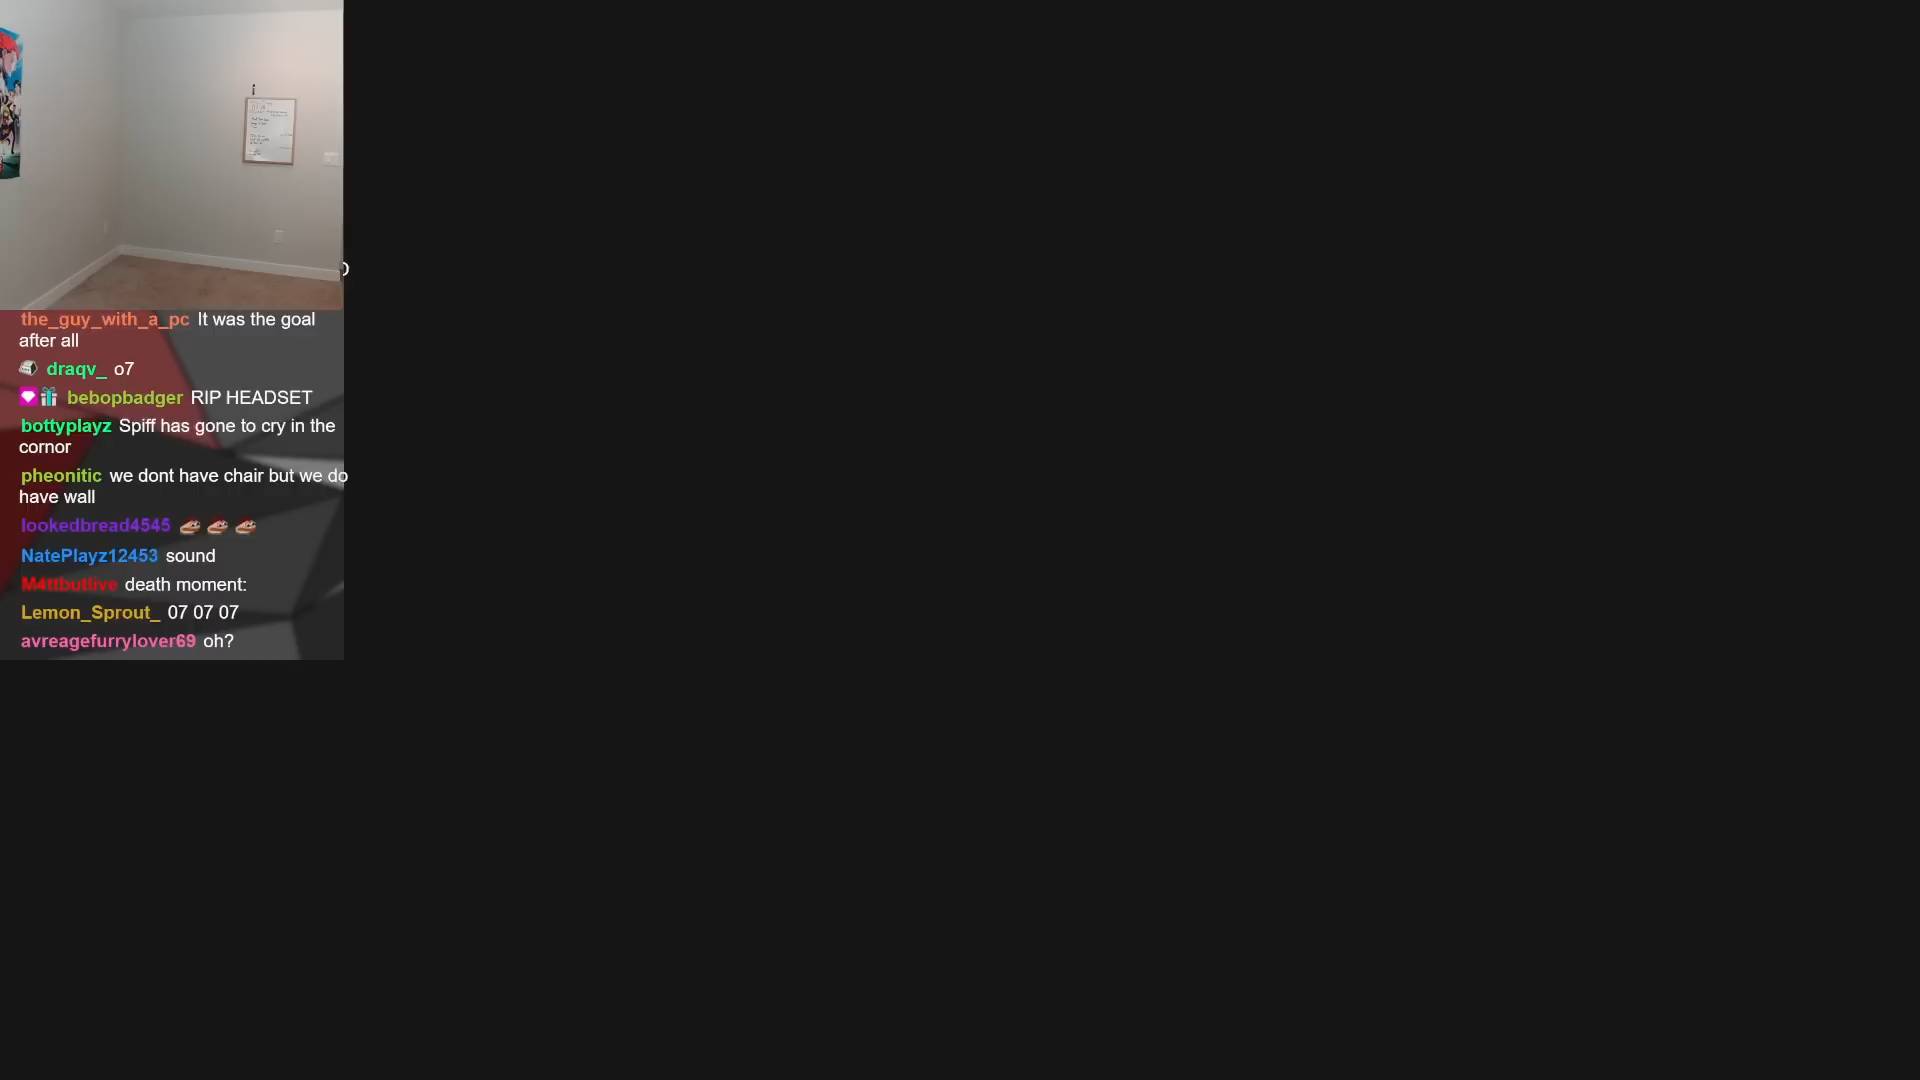 the_guy_with_a_pc It was the goal
after all
draqv_ o7
bebopbadger RIP HEADSET
bottyplayz Spiff has gone to cry in the
cornor
pheonitic we dont have chair but we do
have wall
lookedbread4545
NatePlayz12453 sound
M4ttbutlive death moment:
Lemon_Sprout_ 07 07 07
avreagefurrylover69 oh?